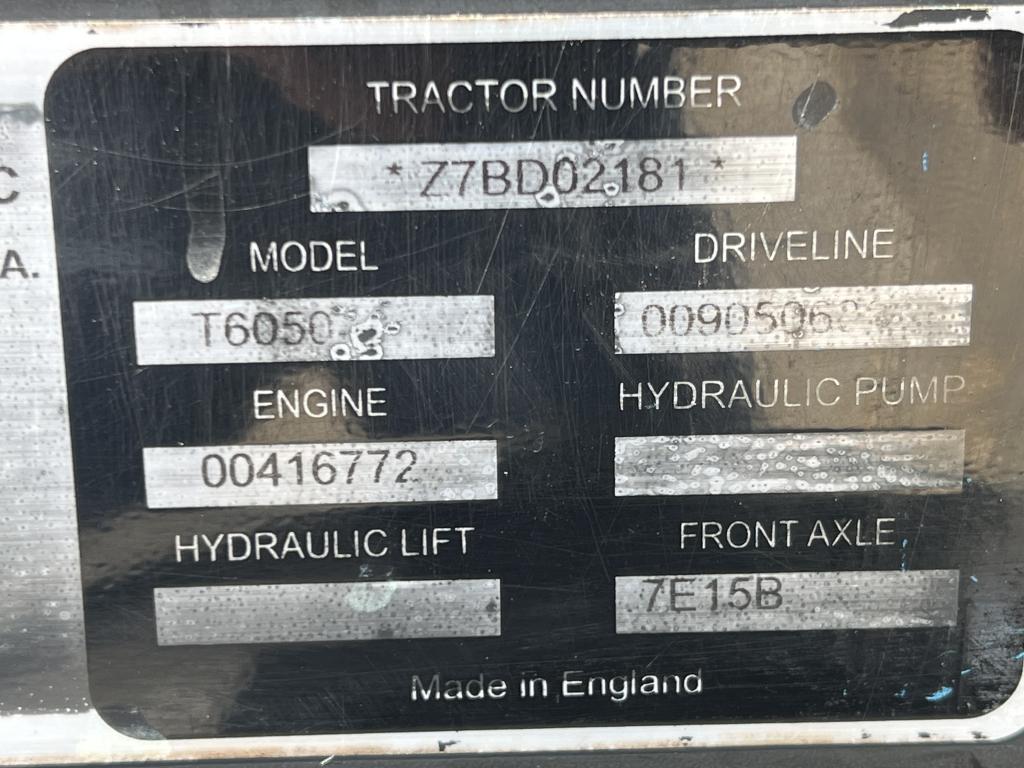 C
A.
TRACTOR NUMBER
* Z7BD02181 *
MODEL
DRIVELINE
T6050
ENGINE
HYDRAULIC PUMP
00416772
HYDRAULIC LIFT
FRONT AXLE
7E15B
Made in England